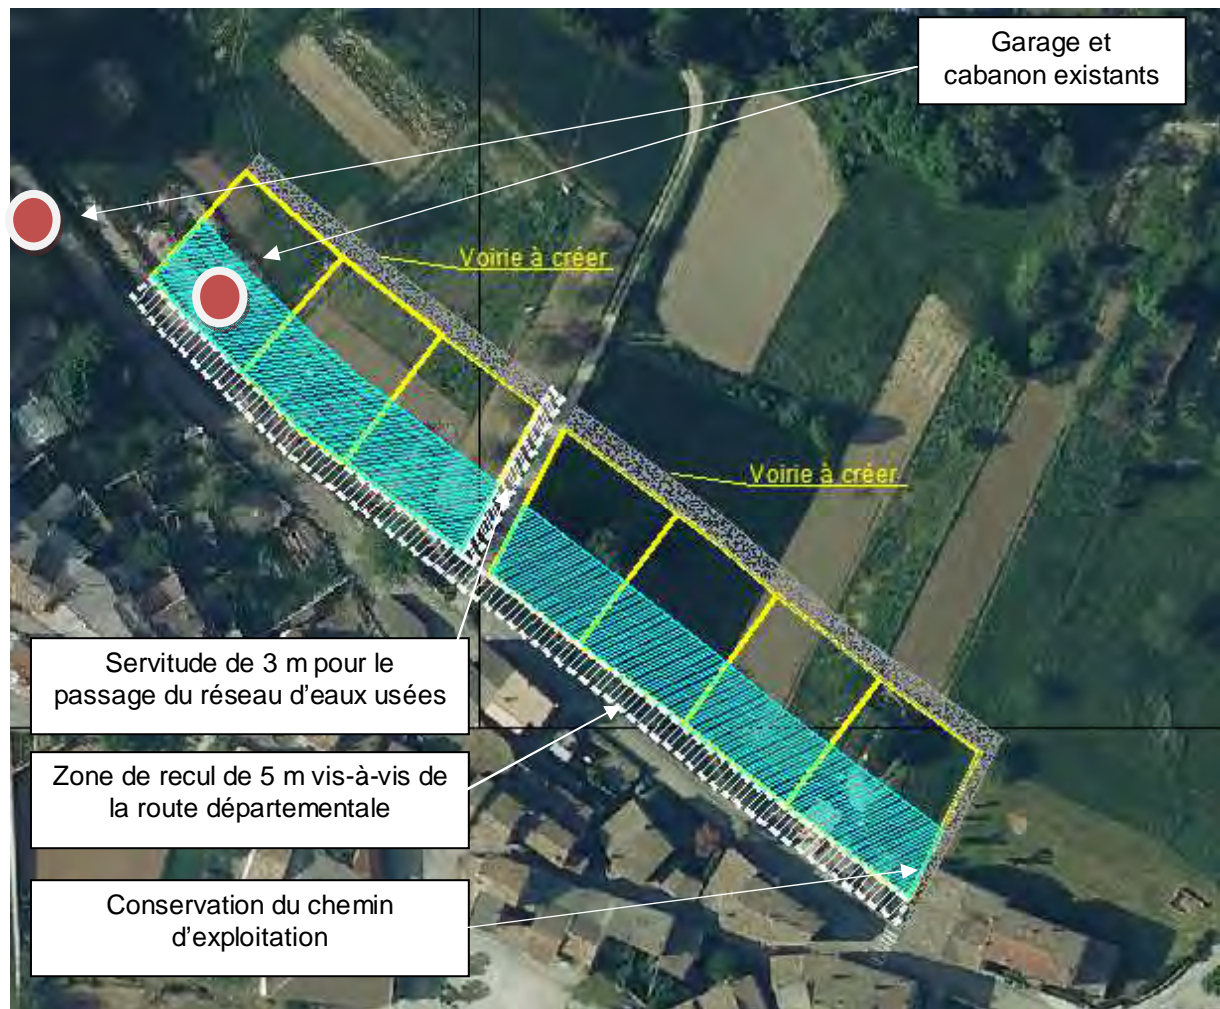 Garage et
cabanon existants
Voirie à créer
Voirie à créer
Servitude de 3 m pour le
passage du réseau d'eaux usées
Zone de recul de 5 m vis-à-vis de
la route départementale
Conservation du chemin
d'exploitation